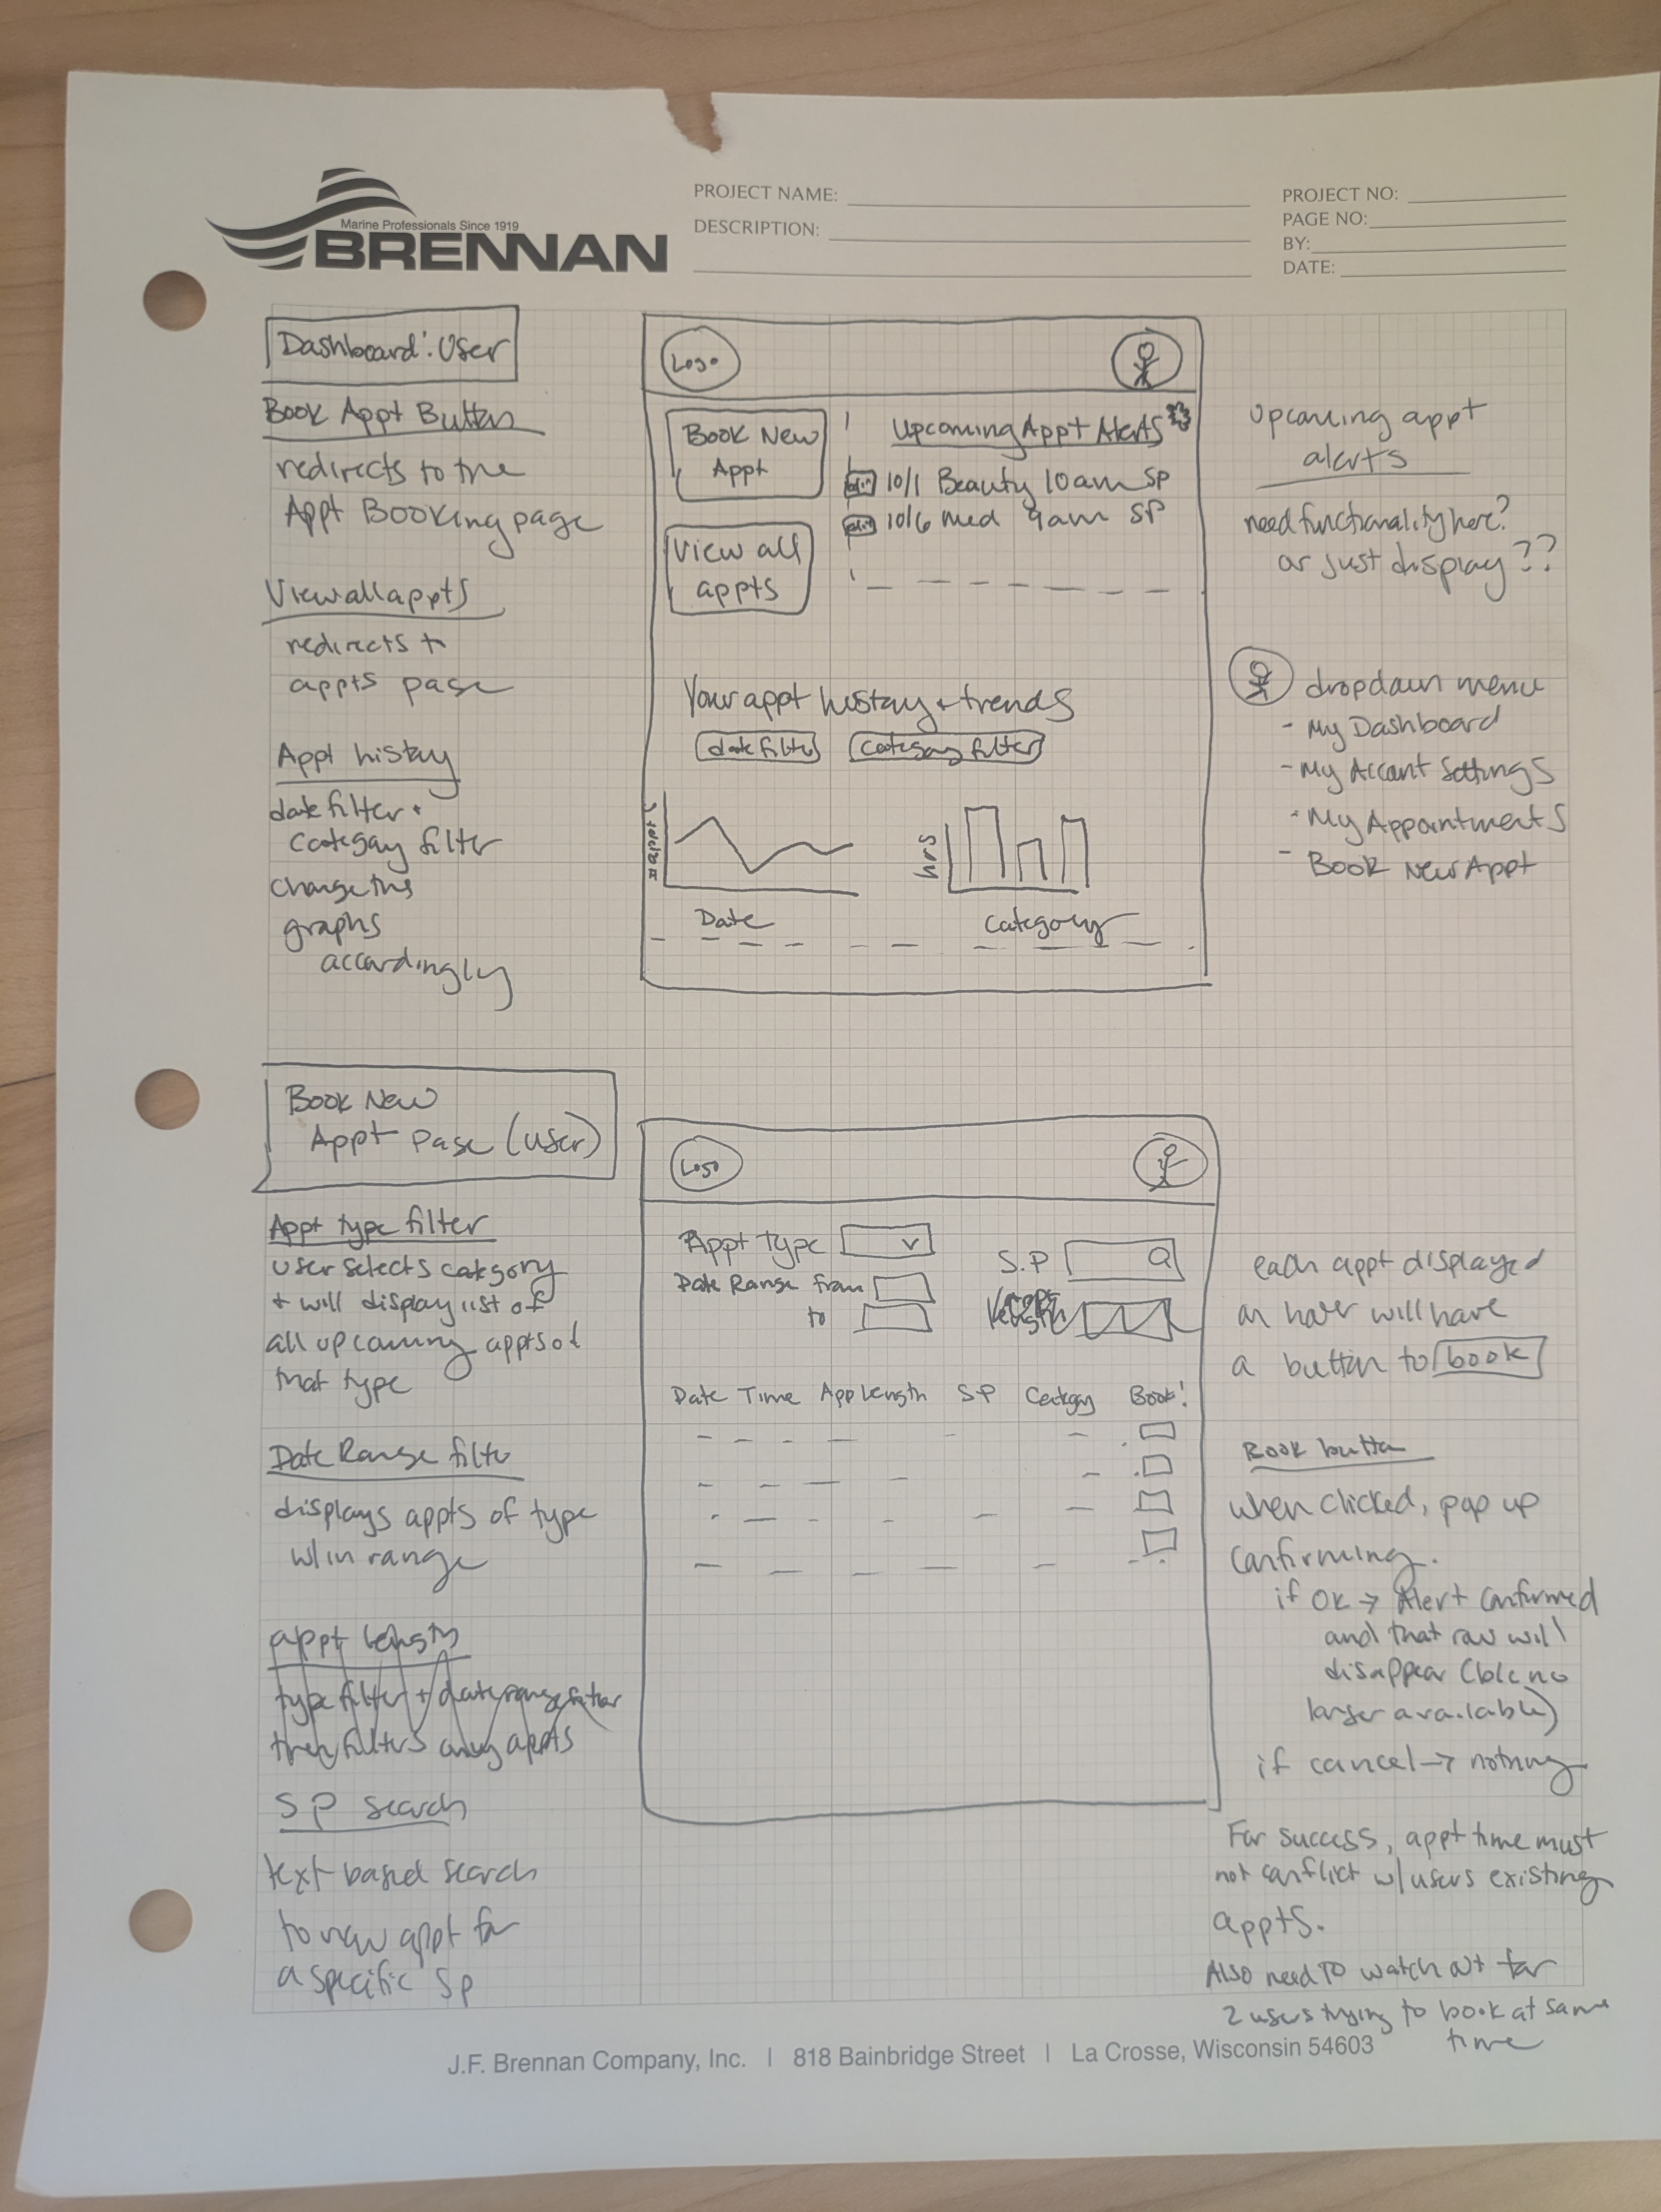 Marine Professionals Since 1919
BRENNAN
PROJECT NAME:
DESCRIPTION:
PROJECT NO:
PAGE NO:
BY:
DATE:
Dashboard: User
Book Appt Button
redirects to the
Appt Booking page
View all appts
redirects to
appts page
Appt history
date filter +
category filter
change the
graphs
accordingly
Logo
Book New
Appt
View all
appts
Upcoming Appt Alerts
10/1 Beauty 10am SP
10/6 Med 9am SP
Your appt history + trends
date filter
category filter
# appts
Date
hrs
Category
Upcoming appt
alerts
need functionality here?
or just display??
dropdown menu
- My Dashboard
- My Account Settings
- My Appointments
- Book New Appt
Book New
Appt Page (user)
Appt type filter
user selects category
+ will display list of
all upcoming appts of
that type
Date Range filter
displays appts of type
w/in range
appt length
type filter + date range filter
then filters appts
SP search
text based search
to view appt for
a specific SP
Logo
Appt Type
Date Range from
to
S.P
length
Date Time App Length SP Category Book!
each appt displayed
on hover will have
a button to book
Book button
when clicked, pop up
confirming.
if OK → Alert confirmed
and that row will
disappear (b/c no
longer available)
if cancel → nothing
For success, appt time must
not conflict w/ users existing
appts.
Also need to watch out for
2 users trying to book at same
time
J.F. Brennan Company, Inc. | 818 Bainbridge Street | La Crosse, Wisconsin 54603